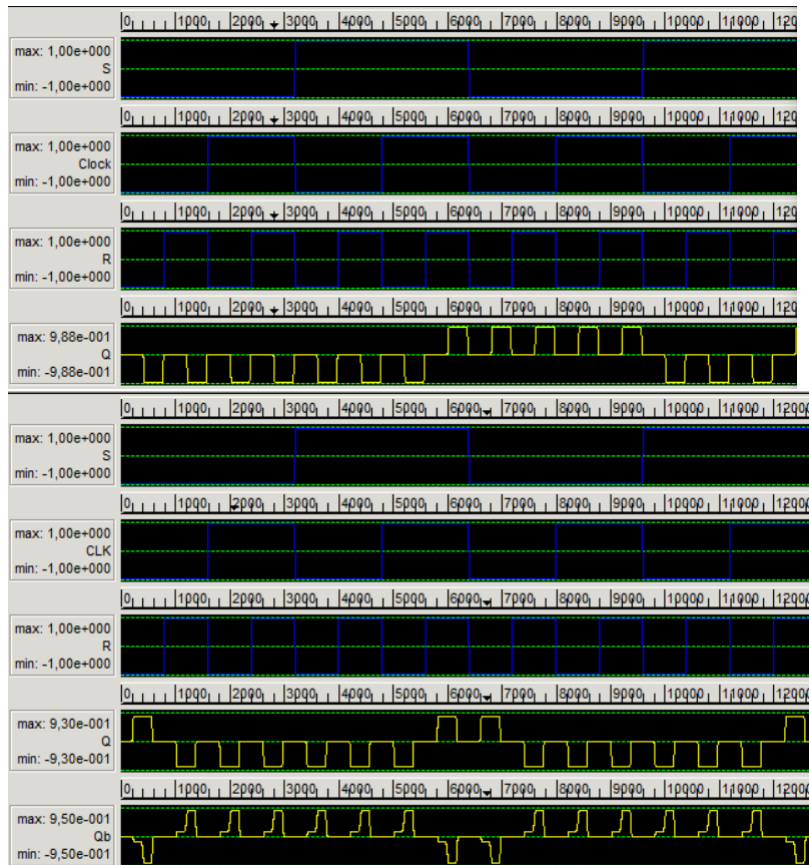 0 1000 2000 3000 4000 5000 6000 7000 8000 9000 10000 11000 120
max: 1,00e+000
S
min: -1,00e+000
0 1000 2000 3000 4000 5000 6000 7000 8000 9000 10000 11000 120
max: 1,00e+000
Clock
min: -1,00e+000
0 1000 2000 3000 4000 5000 6000 7000 8000 9000 10000 11000 120
max: 1,00e+000
R
min: -1,00e+000
0 1000 2000 3000 4000 5000 6000 7000 8000 9000 10000 11000 120
max: 9,88e-001
Q
min: -9,88e-001
0 1000 2000 3000 4000 5000 6000 7000 8000 9000 10000 11000 12000
max: 1,00e+000
S
min: -1,00e+000
0 1000 2000 3000 4000 5000 6000 7000 8000 9000 10000 11000 12000
max: 1,00e+000
CLK
min: -1,00e+000
0 1000 2000 3000 4000 5000 6000 7000 8000 9000 10000 11000 12000
max: 1,00e+000
R
min: -1,00e+000
0 1000 2000 3000 4000 5000 6000 7000 8000 9000 10000 11000 12000
max: 9,30e-001
Q
min: -9,30e-001
0 1000 2000 3000 4000 5000 6000 7000 8000 9000 10000 11000 12000
max: 9,50e-001
Qb
min: -9,50e-001